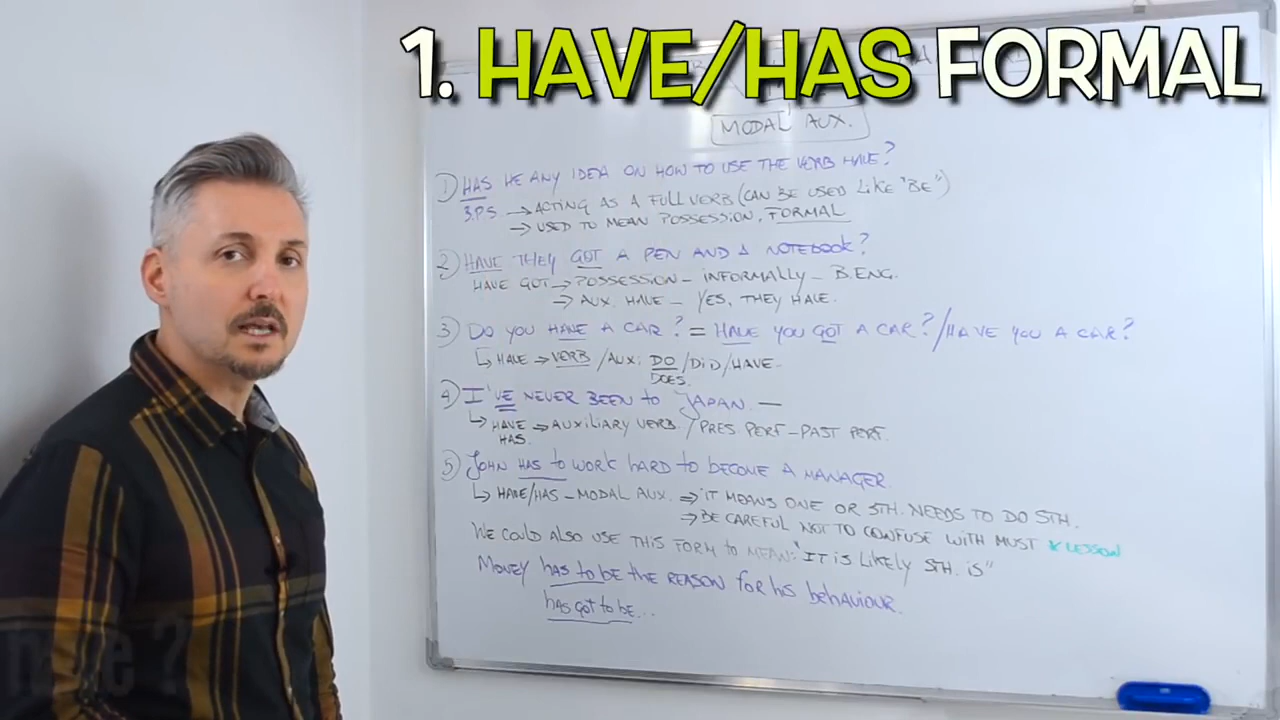 1. HAVE/HAS FORMAL
MODAL AUX.
1) HAS HE ANY IDEA ON HOW TO USE THE VERB HAVE?
3.P.S → ACTING AS A FULL VERB (CAN BE USED LIKE "BE")
→ USED TO MEAN POSSESSION, FORMAL
2) HAVE THEY GOT A PEN AND A NOTEBOOK?
HAVE GOT → POSSESSION - INFORMALLY - B.ENG.
→ AUX. HAVE - YES, THEY HAVE.
3) DO YOU HAVE A CAR? = HAVE YOU GOT A CAR? / HAVE YOU A CAR?
↳ HAVE → VERB / AUX: DO / DID / HAVE.
DOES
4) I'VE NEVER BEEN TO JAPAN. —
↳ HAVE → AUXILIARY VERB / PRES PERF - PAST PERF.
HAS.
5) JOHN HAS TO WORK HARD TO BECOME A MANAGER.
↳ HAVE/HAS - MODAL AUX. ⇒ IT MEANS ONE OR STH. NEEDS TO DO STH.
⇒ BE CAREFUL NOT TO CONFUSE WITH MUST * LESSON
WE COULD ALSO USE THIS FORM TO MEAN: "IT IS LIKELY STH. IS"
MONEY has to be THE REASON for his behaviour.
has got to be...
have ?